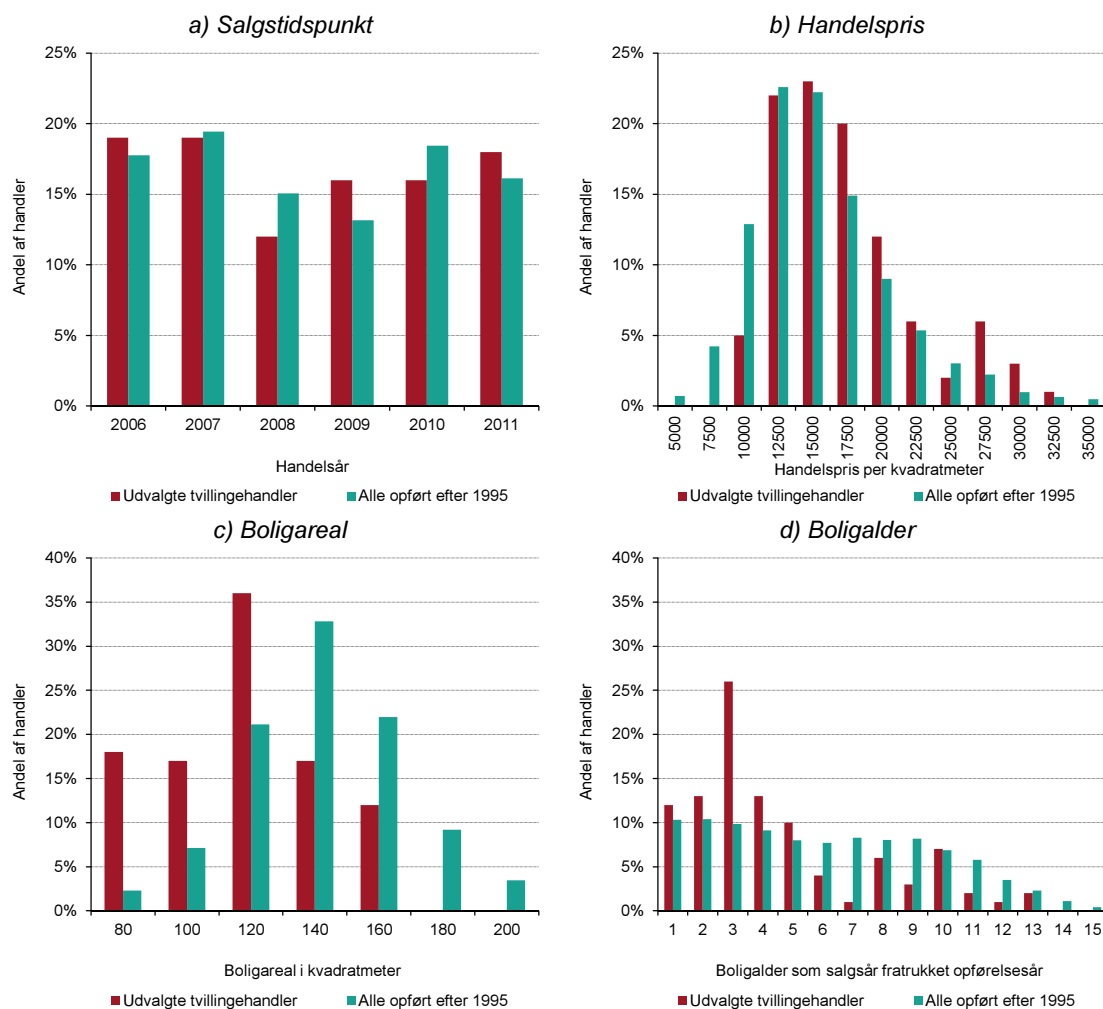 a) Salgstidspunkt
25%
20%
15%
10%
5%
0%
Andel af handler
2006 2007 2008 2009 2010 2011
Handelsår
Udvalgte tvillingehandler Alle opført efter 1995
b) Handelspris
25%
20%
15%
10%
5%
0%
Andel af handler
5000 7500 10000 12500 15000 17500 20000 22500 25000 27500 30000 32500 35000
Handelspris per kvadratmeter
Udvalgte tvillingehandler Alle opført efter 1995
c) Boligareal
40%
35%
30%
25%
20%
15%
10%
5%
0%
Andel af handler
80 100 120 140 160 180 200
Boligareal i kvadratmeter
Udvalgte tvillingehandler Alle opført efter 1995
d) Boligalder
40%
35%
30%
25%
20%
15%
10%
5%
0%
Andel af handler
1 2 3 4 5 6 7 8 9 10 11 12 13 14 15
Boligalder som salgsår fratrukket opførelsesår
Udvalgte tvillingehandler Alle opført efter 1995